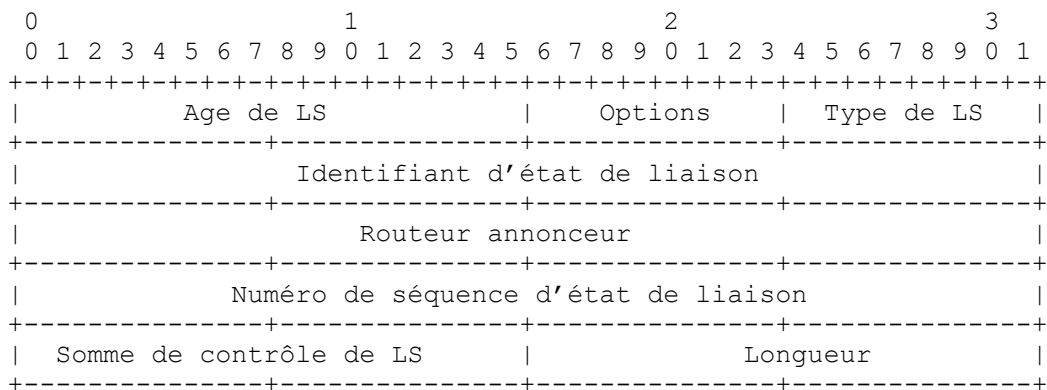 0 1 2 3
0 1 2 3 4 5 6 7 8 9 0 1 2 3 4 5 6 7 8 9 0 1 2 3 4 5 6 7 8 9 0 1
+-+-+-+-+-+-+-+-+-+-+-+-+-+-+-+-+-+-+-+-+-+-+-+-+-+-+-+-+-+-+-+-+
| Age de LS | Options | Type de LS |
+---------------+---------------+---------------+---------------+
| Identifiant d’état de liaison |
+---------------+---------------+---------------+---------------+
| Routeur annonceur |
+---------------+---------------+---------------+---------------+
| Numéro de séquence d’état de liaison |
+---------------+---------------+---------------+---------------+
| Somme de contrôle de LS | Longueur |
+---------------+---------------+---------------+---------------+